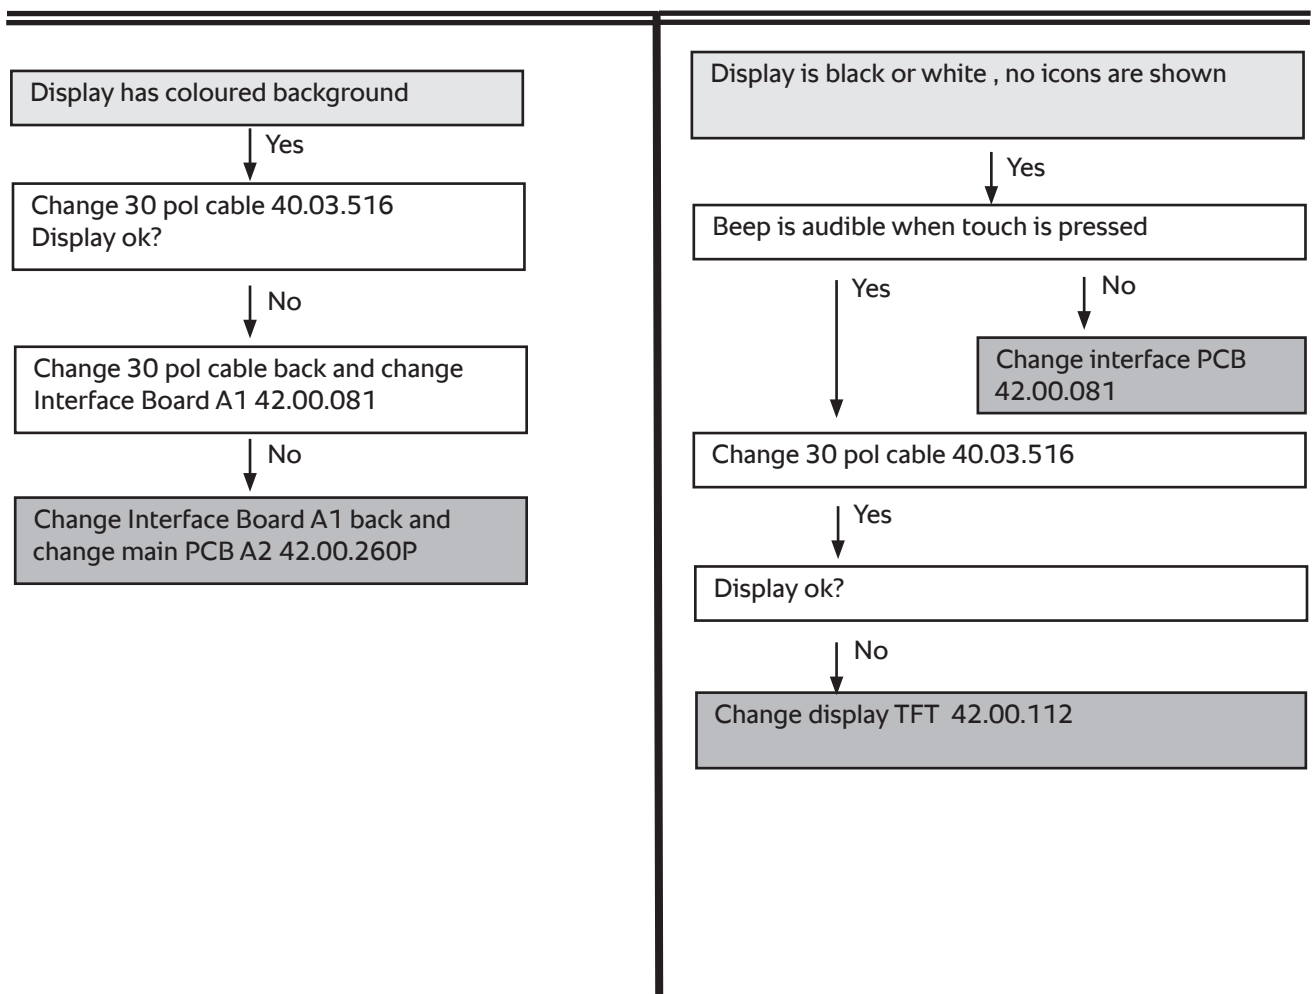 Display has coloured background
Yes
Change 30 pol cable 40.03.516
Display ok?
No
Change 30 pol cable back and change
Interface Board A1 42.00.081
No
Change Interface Board A1 back and
change main PCB A2 42.00.260P
Display is black or white , no icons are shown
Yes
Beep is audible when touch is pressed
Yes
No
Change interface PCB
42.00.081
Change 30 pol cable 40.03.516
Yes
Display ok?
No
Change display TFT 42.00.112